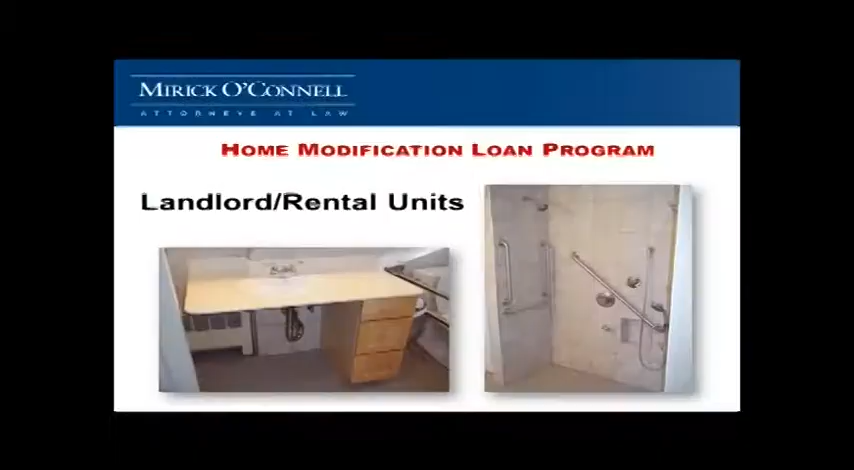 MIRICK O'CONNELL
ATTORNEYS AT LAW
HOME MODIFICATION LOAN PROGRAM
Landlord/Rental Units